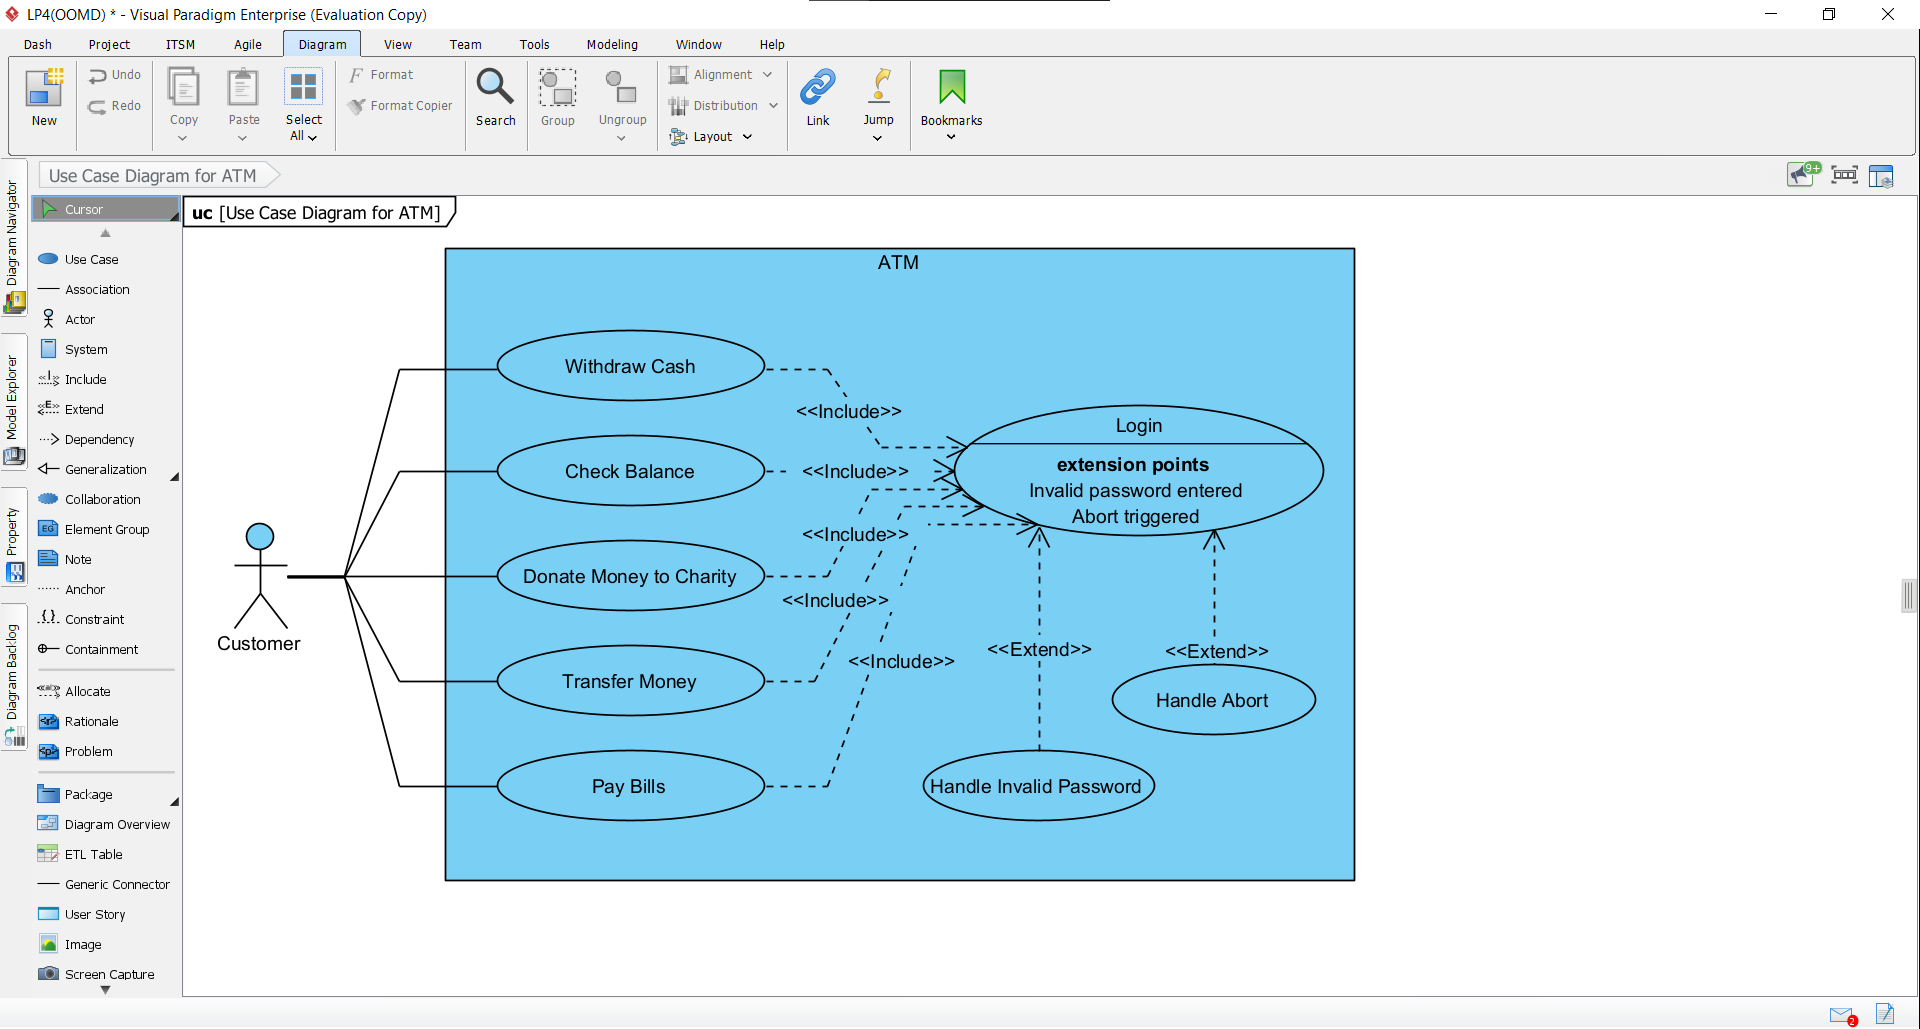 LP4(OOMD) * - Visual Paradigm Enterprise (Evaluation Copy)
Dash Project ITSM Agile Diagram View Team Tools Modeling Window Help
New
Undo
Redo
Copy
Paste
Select
All
Format
Format Copier
Search
Group
Ungroup
Alignment
Distribution
Layout
Link
Jump
Bookmarks
Use Case Diagram for ATM
9+
Diagram Navigator
Model Explorer
Property
Diagram Backlog
Cursor
Use Case
Association
Actor
System
Include
Extend
Dependency
Generalization
Collaboration
EG
Element Group
Note
Anchor
Constraint
Containment
Allocate
Rationale
Problem
Package
Diagram Overview
ETL Table
Generic Connector
User Story
Image
Screen Capture
uc [Use Case Diagram for ATM]
ATM
Customer
Withdraw Cash
Check Balance
Donate Money to Charity
Transfer Money
Pay Bills
<<Include>>
<<Include>>
<<Include>>
<<Include>>
<<Include>>
Login
extension points
Invalid password entered
Abort triggered
<<Extend>>
<<Extend>>
Handle Abort
Handle Invalid Password
2